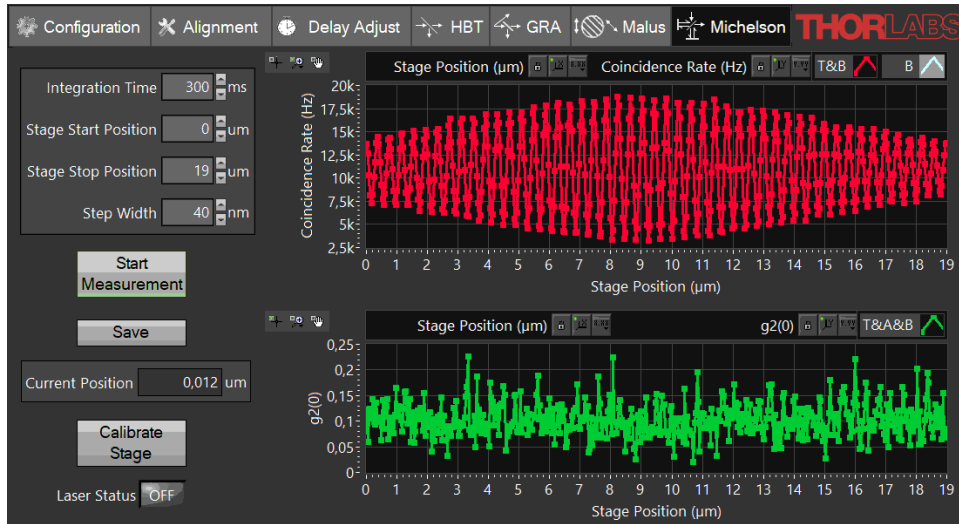 Configuration Alignment Delay Adjust HBT GRA Malus Michelson THORLABS
Integration Time 300 ms
Stage Start Position 0 um
Stage Stop Position 19 um
Step Width 40 nm
Start
Measurement
Save
Current Position 0,012 um
Calibrate
Stage
Laser Status OFF
Stage Position (µm) Coincidence Rate (Hz) T&B B
Coincidence Rate (Hz)
20k
17,5k
15k
12,5k
10k
7,5k
5k
2,5k
0 1 2 3 4 5 6 7 8 9 10 11 12 13 14 15 16 17 18 19
Stage Position (µm)
Stage Position (µm) g2(0) T&A&B
g2(0)
0,25
0,2
0,15
0,1
0,05
0
0 1 2 3 4 5 6 7 8 9 10 11 12 13 14 15 16 17 18 19
Stage Position (µm)